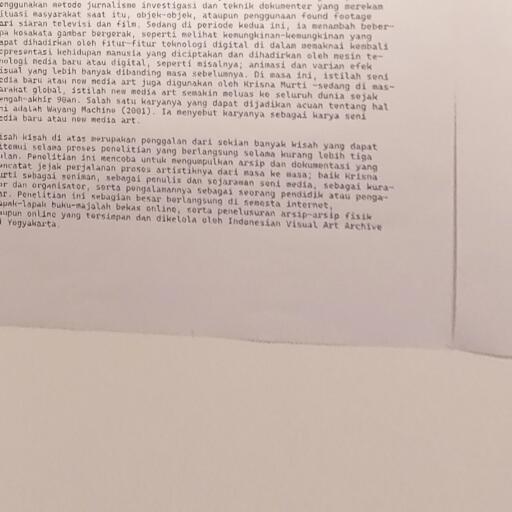 enggunakan metode jurnalisme investigasi dan teknik dokumenter yang merekam
ituasi masyarakat saat itu, objek-objek, ataupun penggunaan found footage
ari siaran televisi dan film. Sedang di periode kedua ini, ia menambah beber-
pa kosakata gambar bergerak, seperti melihat kemungkinan-kemungkinan yang
apat dihadirkan oleh fitur-fitur teknologi digital di dalam memaknai kembali
epresentasi kehidupan manusia yang diciptakan dan dihadirkan oleh mesin te-
nologi media baru atau digital, seperti misalnya; animasi dan varian efek
isual yang lebih banyak dibanding masa sebelumnya. Di masa ini, istilah seni
edia baru atau new media art juga digunakan oleh Krisna Murti -sedang di mas-
arakat global, istilah new media art semakin meluas ke seluruh dunia sejak
engah-akhir 90an. Salah satu karyanya yang dapat dijadikan acuan tentang hal
ni adalah Wayang Machine (2001). Ia menyebut karyanya sebagai karya seni
edia baru atau new media art.
isah kisah di atas merupakan penggalan dari sekian banyak kisah yang dapat
itemui selama proses penelitian yang berlangsung selama kurang lebih tiga
ulan. Penelitian ini mencoba untuk mengumpulkan arsip dan dokumentasi yang
encatat jejak perjalanan proses artistiknya dari masa ke masa; baik Krisna
urti sebagai seniman, sebagai penulis dan sejarawan seni media, sebagai kura-
or dan organisator, serta pengalamannya sebagai seorang pendidik atau penga-
ar. Penelitian ini sebagian besar berlangsung di semesta internet,
apak-lapak buku-majalah bekas online, serta penelusuran arsip-arsip fisik
aupun online yang tersimpan dan dikelola oleh Indonesian Visual Art Archive
i Yogyakarta.